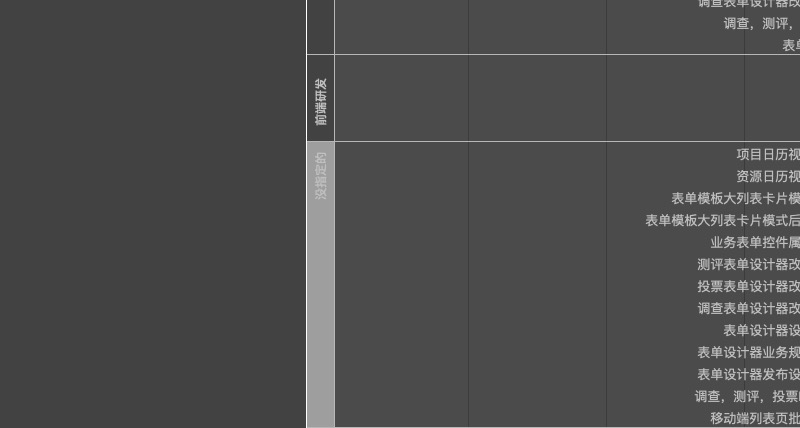 调查表单设计器改
调查，测评，
表单
前端研发
没指定的
项目日历视
资源日历视
表单模板大列表卡片模
表单模板大列表卡片模式后
业务表单控件属
测评表单设计器改
投票表单设计器改
调查表单设计器改
表单设计器设
表单设计器业务规
表单设计器发布设
调查，测评，投票
移动端列表页批